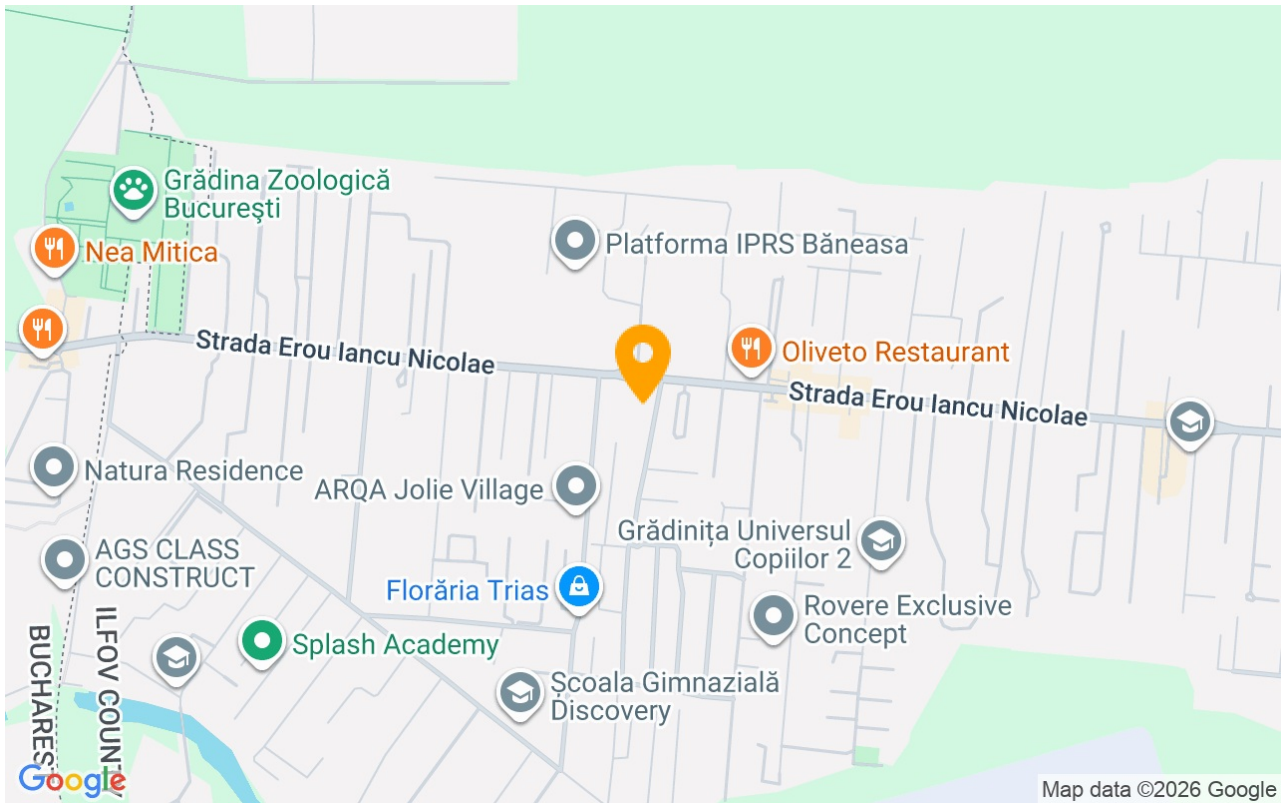 Grădina Zoologică
București
Nea Mitica
Platforma IPRS Băneasa
Strada Erou Iancu Nicolae
Oliveto Restaurant
Strada Erou Iancu Nicolae
Natura Residence
ARQA Jolie Village
Grădinița Universul
Copiilor 2
AGS CLASS
CONSTRUCT
Florăria Trias
Rovere Exclusive
Concept
Splash Academy
Școala Gimnazială
Discovery
ILFOV COUNTY
BUCHAREST
Google
Map data ©2026 Google